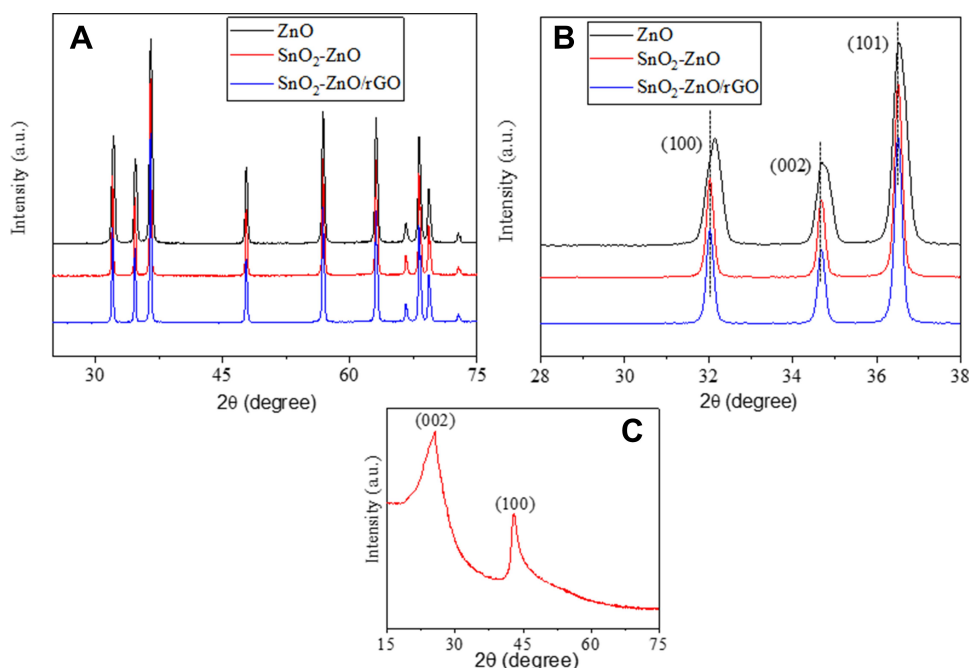 A
ZnO
SnO₂-ZnO
SnO₂-ZnO/rGO
Intensity (a.u.)
30 45 60 75
2θ (degree)
B
ZnO
SnO₂-ZnO
SnO₂-ZnO/rGO
(100)
(002)
(101)
Intensity (a.u.)
28 30 32 34 36 38
2θ (degree)
C
(002)
(100)
Intensity (a.u.)
15 30 45 60 75
2θ (degree)